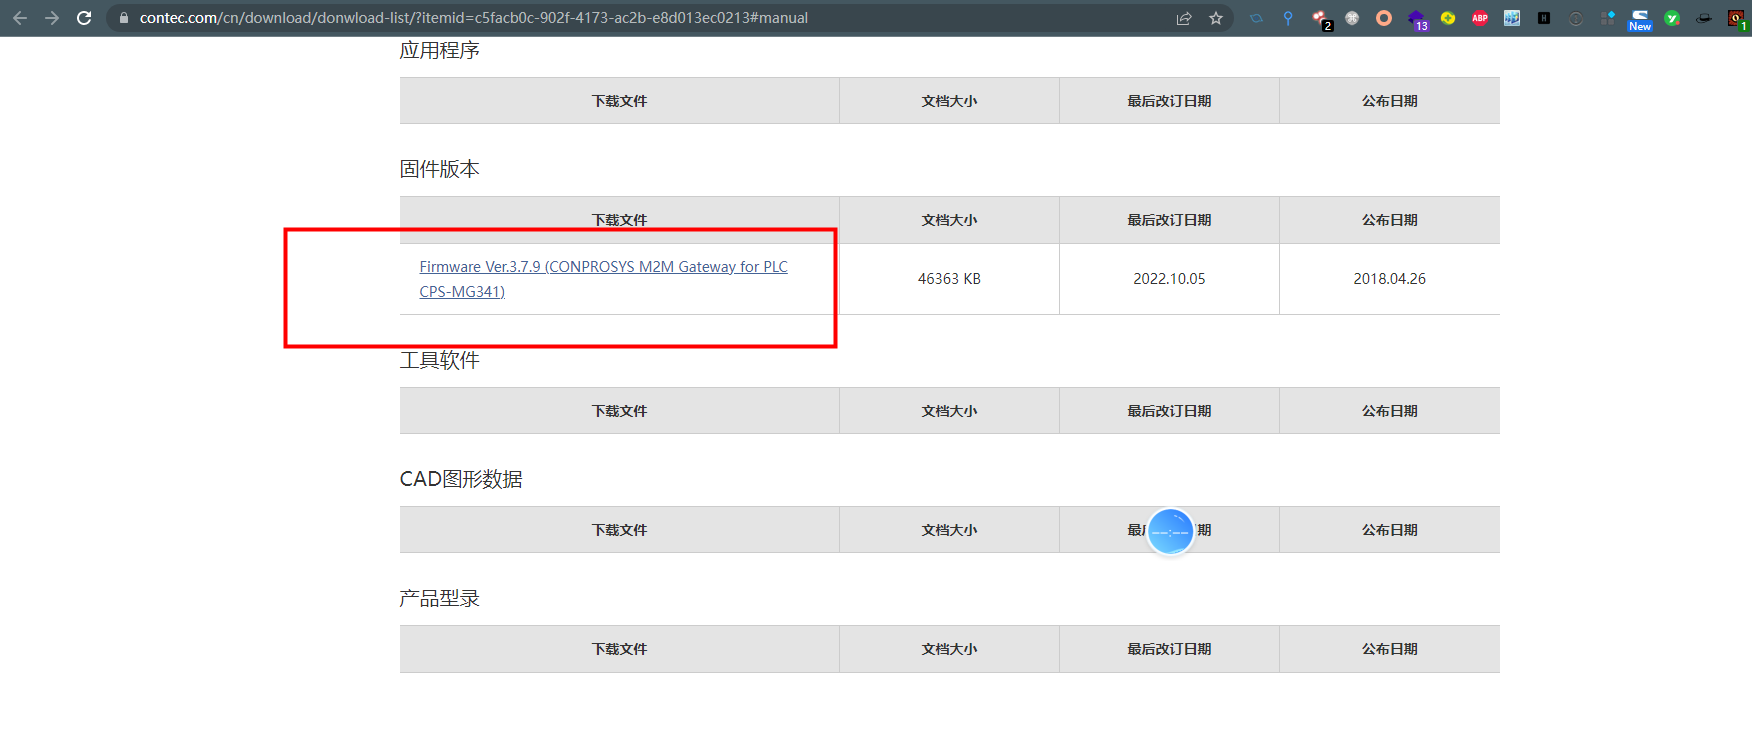 contec.com/cn/download/donwload-list/?itemid=c5facb0c-902f-4173-ac2b-e8d013ec0213#manual
2
13
ABP
New
1
应用程序
下载文件 文档大小 最后改订日期 公布日期
固件版本
下载文件 文档大小 最后改订日期 公布日期
Firmware Ver.3.7.9 (CONPROSYS M2M Gateway for PLC
CPS-MG341)
46363 KB 2022.10.05 2018.04.26
工具软件
下载文件 文档大小 最后改订日期 公布日期
CAD图形数据
下载文件 文档大小 最 期 公布日期
--:--
产品型录
下载文件 文档大小 最后改订日期 公布日期